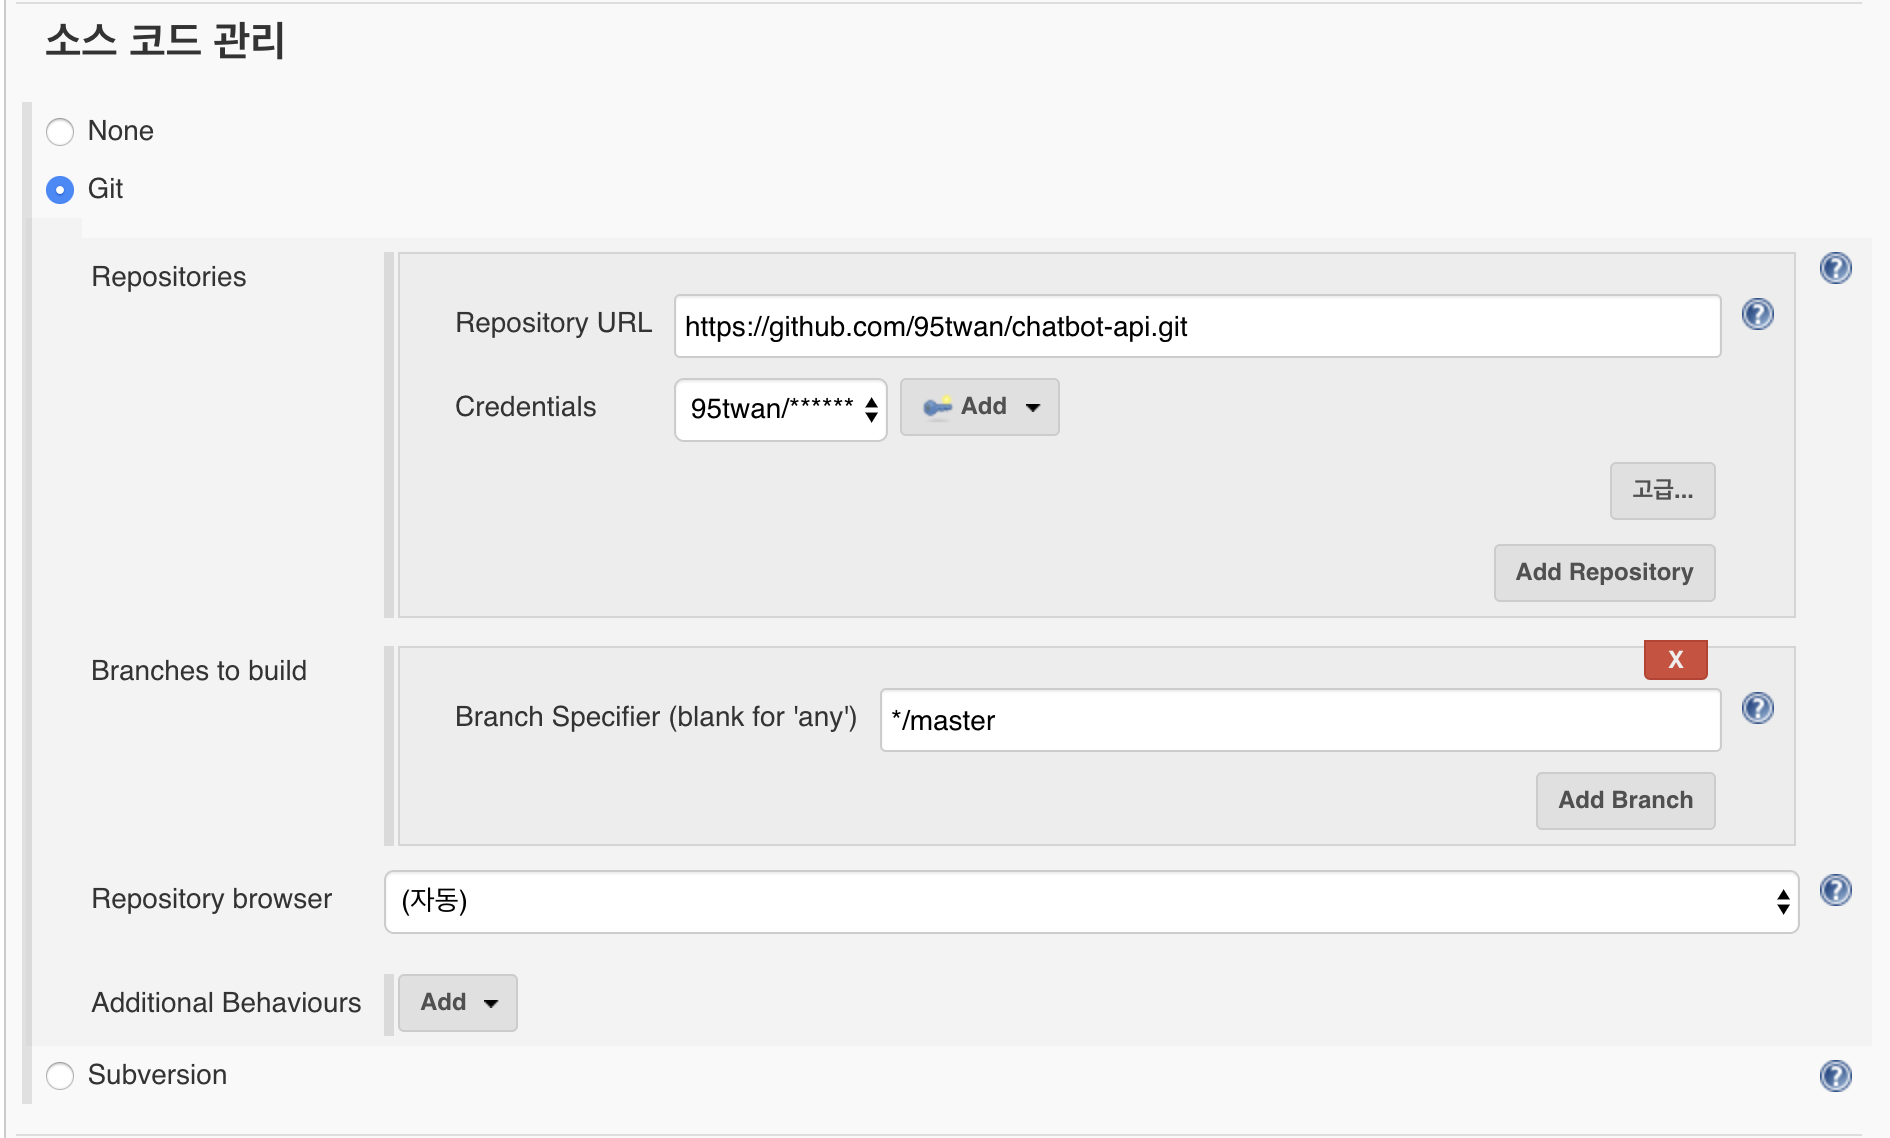 소스 코드 관리
None
Git
Repositories
Repository URL https://github.com/95twan/chatbot-api.git
Credentials 95twan/****** Add
고급...
Add Repository
Branches to build
X
Branch Specifier (blank for 'any') */master
Add Branch
Repository browser (자동)
Additional Behaviours Add
Subversion